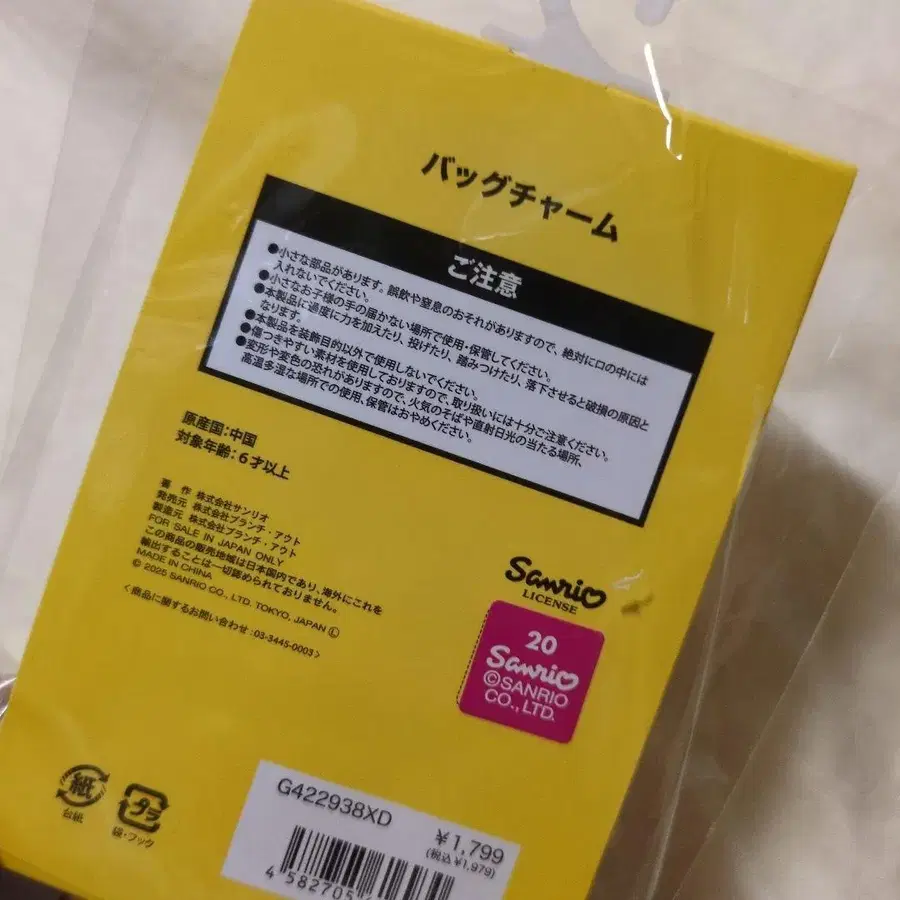 バッグチャーム
ご注意
●小さな部品があります。誤飲や窒息のおそれがありますので、絶対に口の中には
入れないでください。
●小さなお子様の手の届かない場所で使用・保管してください。
●本製品に過度に力を加えたり、投げたり、踏みつけたり、落下させると破損の原因と
なります。
●本製品を装飾目的以外で使用しないでください。
●傷つきやすい素材を使用しておりますので、取り扱いには十分ご注意ください。
●変形や変色の恐れがありますので、火気のそばや直射日光の当たる場所、
高温多湿な場所での使用、保管はおやめください。
原産国:中国
対象年齢:6才以上
著 作 株式会社サンリオ
発売元 株式会社ブランチ・アウト
製造元 株式会社ブランチ・アウト
FOR SALE IN JAPAN ONLY
この商品の販売地域は日本国内であり、海外にこれを
輸出することは一切認められておりません。
MADE IN CHINA
© 2025 SANRIO CO., LTD. TOKYO, JAPAN Ⓛ
<商品に関するお問い合わせ:03-3445-0003>
Sanrio
LICENSE
20
Sanrio
©SANRIO
CO., LTD.
紙
台紙
プラ
袋・フック
G422938XD
¥1,799
(税込¥1,979)
4 582705